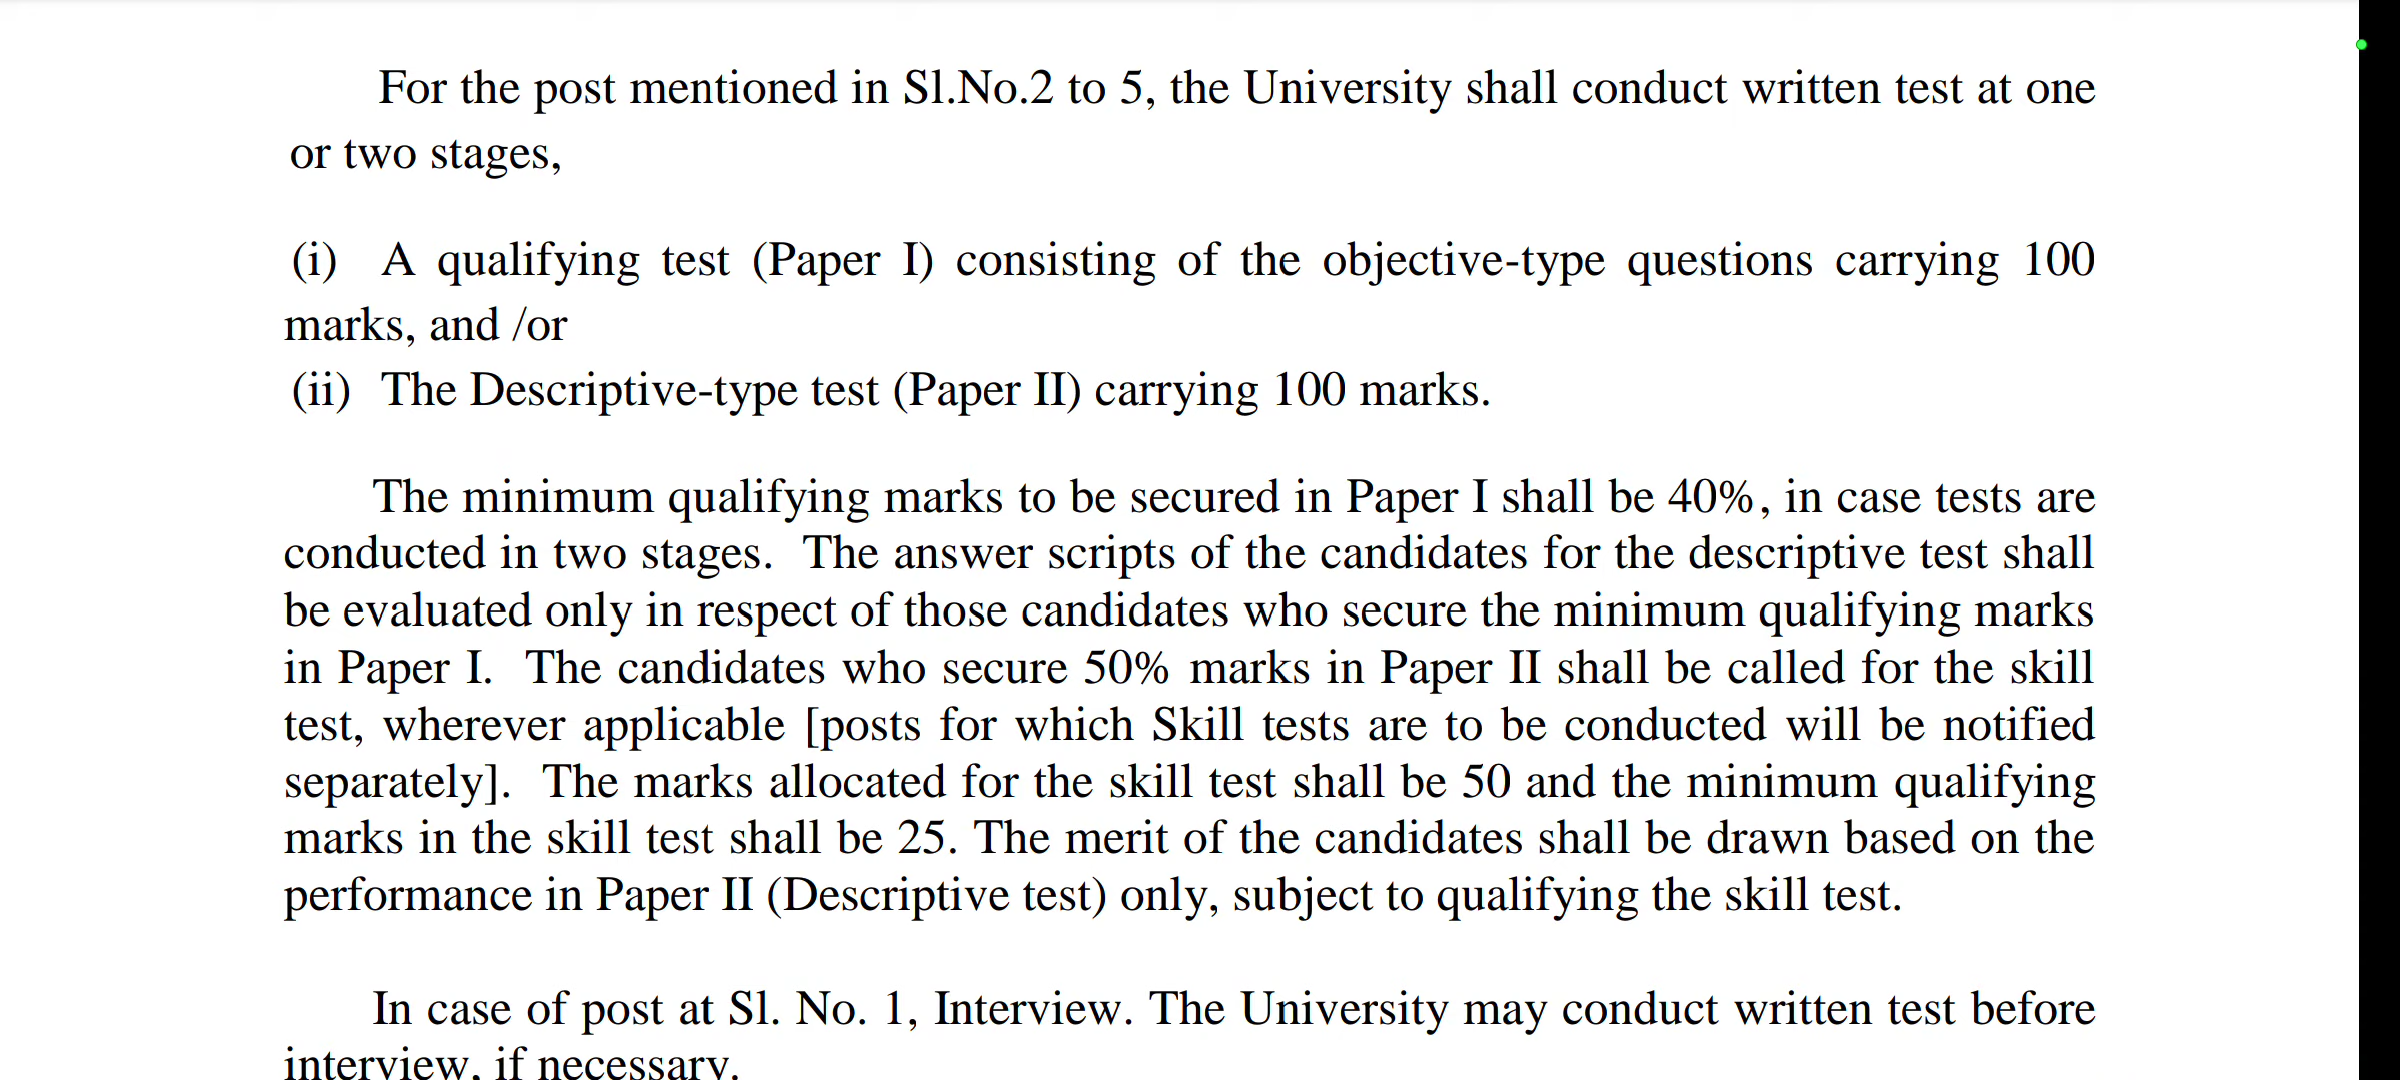 For the post mentioned in Sl.No.2 to 5, the University shall conduct written test at one
or two stages,
(i) A qualifying test (Paper I) consisting of the objective-type questions carrying 100
marks, and /or
(ii) The Descriptive-type test (Paper II) carrying 100 marks.
The minimum qualifying marks to be secured in Paper I shall be 40%, in case tests are
conducted in two stages. The answer scripts of the candidates for the descriptive test shall
be evaluated only in respect of those candidates who secure the minimum qualifying marks
in Paper I. The candidates who secure 50% marks in Paper II shall be called for the skill
test, wherever applicable [posts for which Skill tests are to be conducted will be notified
separately]. The marks allocated for the skill test shall be 50 and the minimum qualifying
marks in the skill test shall be 25. The merit of the candidates shall be drawn based on the
performance in Paper II (Descriptive test) only, subject to qualifying the skill test.
In case of post at Sl. No. 1, Interview. The University may conduct written test before
interview, if necessary.